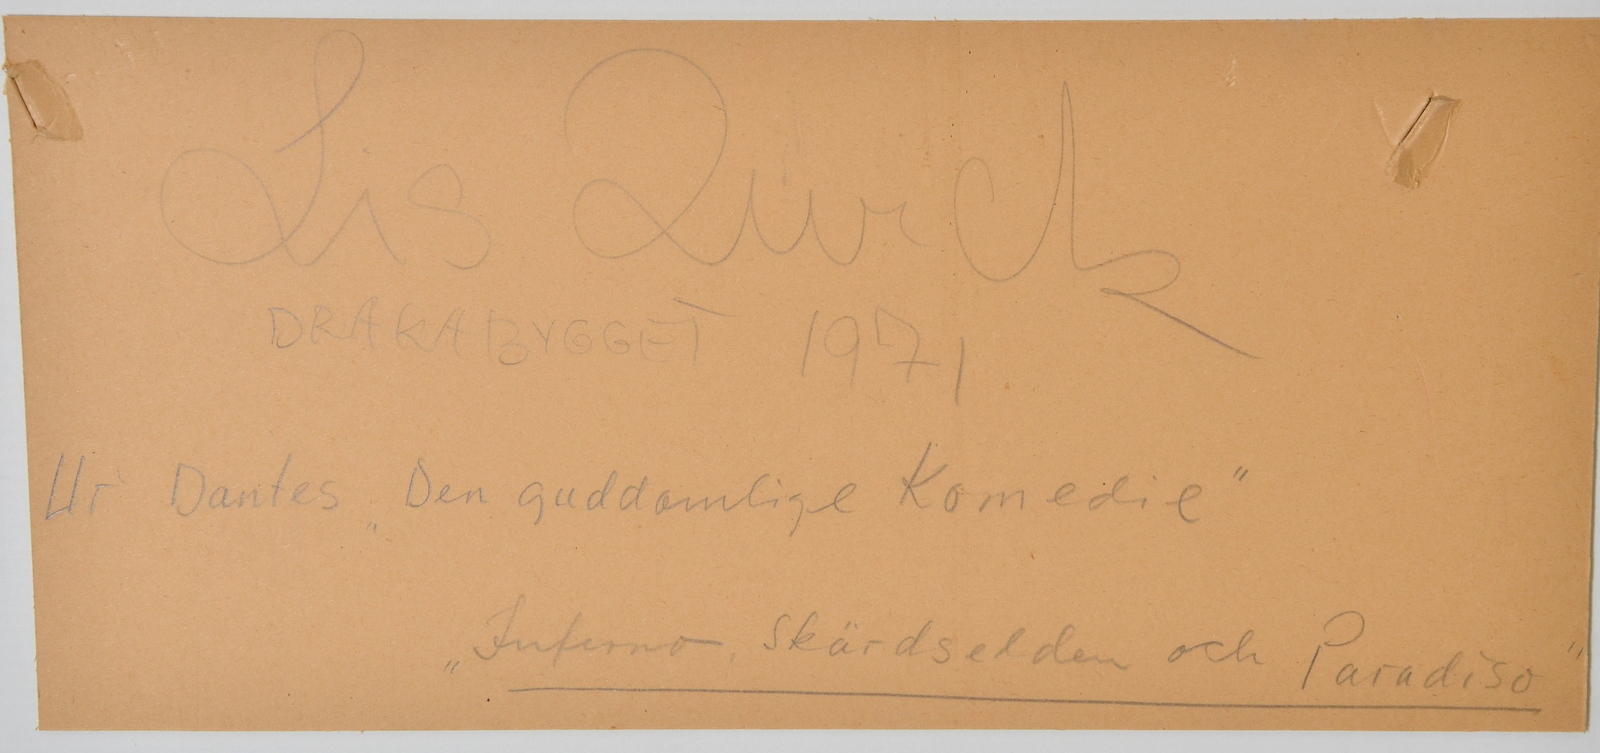 Lis Zwick
DRAKABYGGET 1971
Ur Dantes „Den guddomlige Komedie"
„Inferno, Skärdselden och Paradiso"